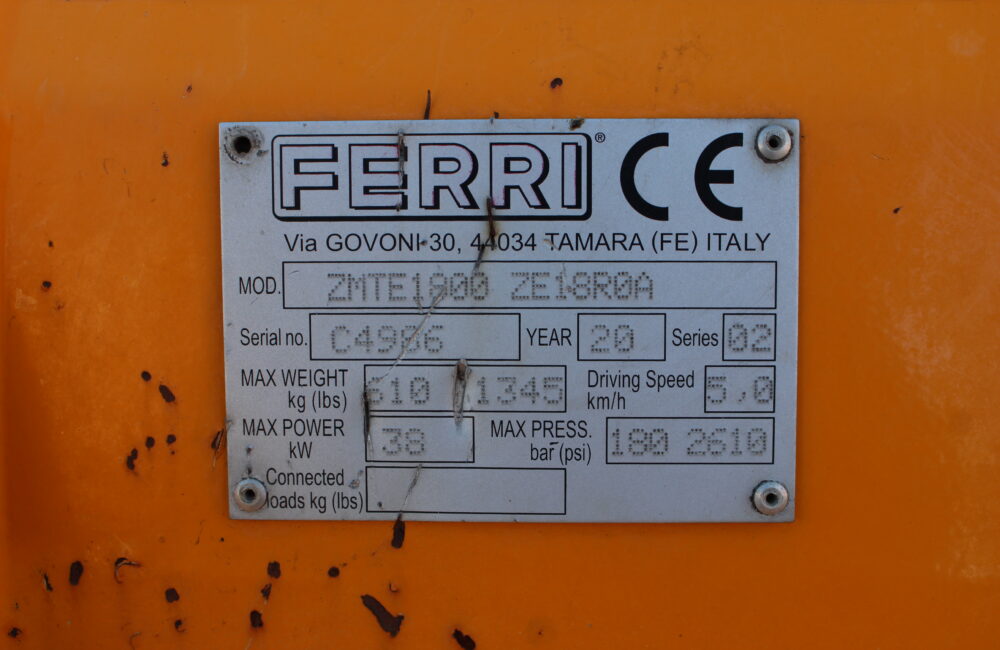 FERRI® CE
Via GOVONI 30, 44034 TAMARA (FE) ITALY
MOD. ZMTE1800 ZE18R0A
Serial no. C4986 YEAR 20 Series 02
MAX WEIGHT kg (lbs) 610 1345 Driving Speed km/h 5,0
MAX POWER kW 38 MAX PRESS. bar (psi) 180 2610
Connected
loads kg (lbs)